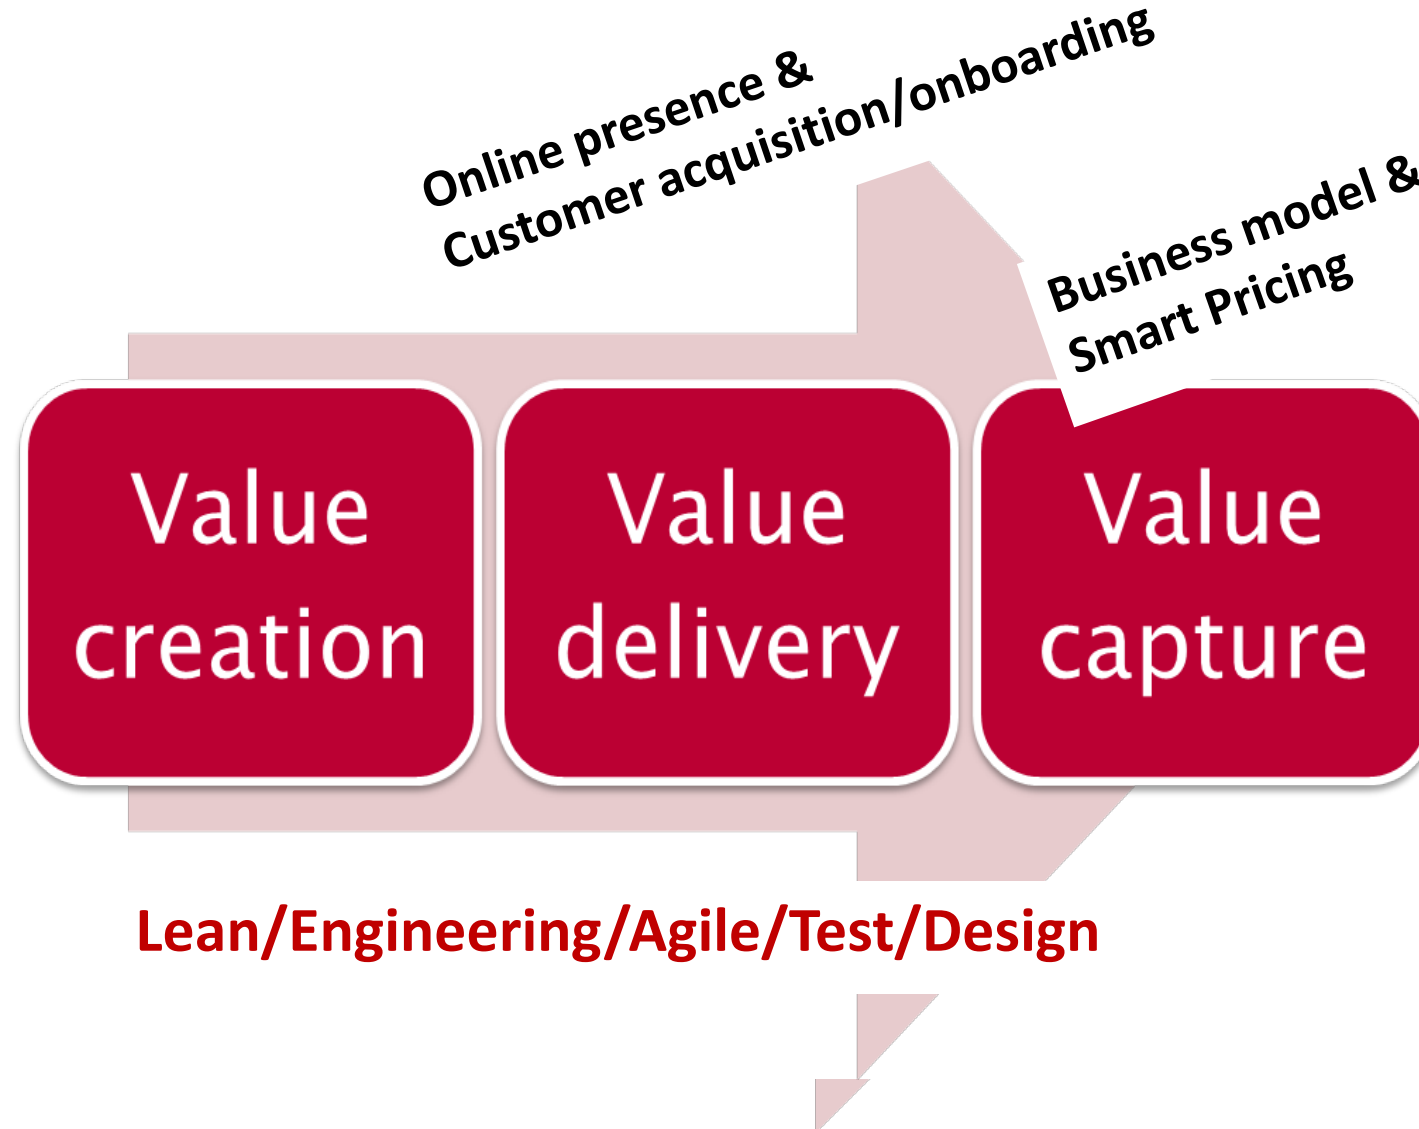 Online presence &
Customer acquisition/onboarding
Business model &
Smart Pricing
Value
creation
Value
delivery
Value
capture
Lean/Engineering/Agile/Test/Design